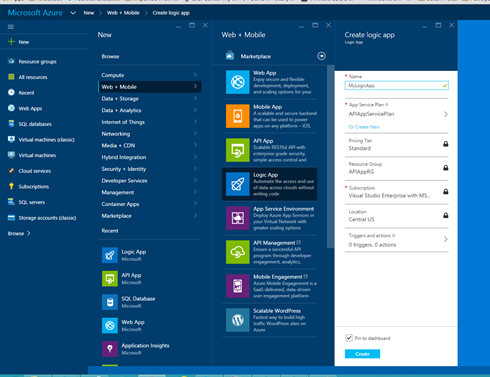 Microsoft Azure
New
Web + Mobile
Create logic app
New
Resource groups
All resources
Recent
Web Apps
SQL databases
Virtual machines (classic)
Virtual machines
Cloud services
Subscriptions
SQL servers
Storage accounts (classic)
Browse
New
Browse
Compute
Web + Mobile
Data + Storage
Data + Analytics
Internet of Things
Networking
Media + CDN
Hybrid Integration
Security + Identity
Developer Services
Management
Container Apps
Marketplace
Recent
Logic App
Microsoft
API App
Microsoft
SQL Database
Microsoft
Web App
Microsoft
Application Insights
Microsoft
Web + Mobile
Marketplace
Web App
Enjoy secure and flexible
development, deployment,
and scaling options for your
Mobile App
A scalable and secure
backend that can be used to
power apps on any platform – iOS,
API App
Scalable RESTful API with
enterprise grade security,
simple access control and
Logic App
Automate the access and use
of data across clouds without
writing code
App Service Environment
Deploy Azure App Services in
your Virtual Network with
greater scaling options
API Management
Ensure a successful API
program through developer
engagement, analytics,
Mobile Engagement
Azure Mobile Engagement is a
SaaS-delivered, data-driven
user engagement platform
Scalable WordPress
Fastest way to build high
traffic WordPress sites on
Azure
Create logic app
Logic App
* Name
MyLogicApp
* App Service Plan
APIAppServicePlan
Or Create New
Pricing Tier
Standard
Resource Group
APIAppRG
* Subscription
Visual Studio Enterprise with MS...
Location
Central US
Triggers and actions
0 triggers, 0 actions
Pin to dashboard
Create